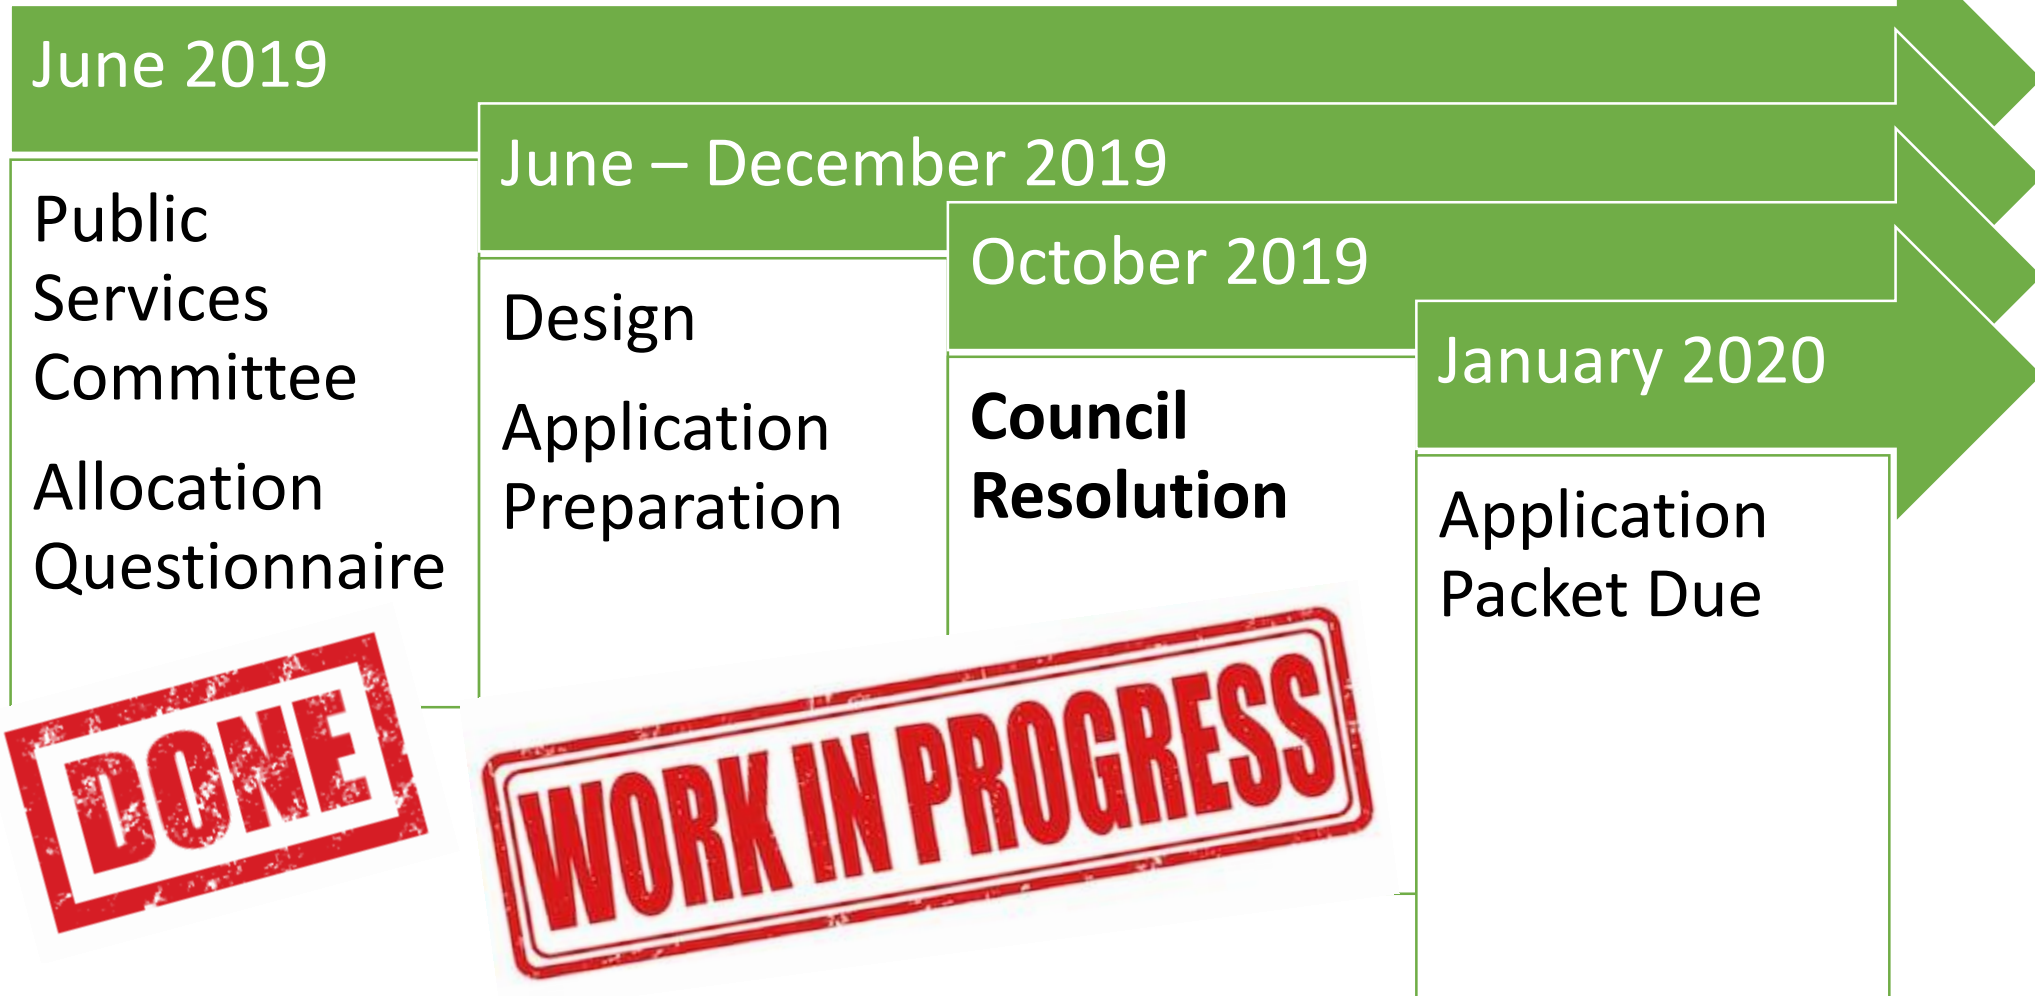 June 2019
Public
Services
Committee
Allocation
Questionnaire
DONE
June – December 2019
Design
Application
Preparation
October 2019
Council
Resolution
WORK IN PROGRESS
January 2020
Application
Packet Due